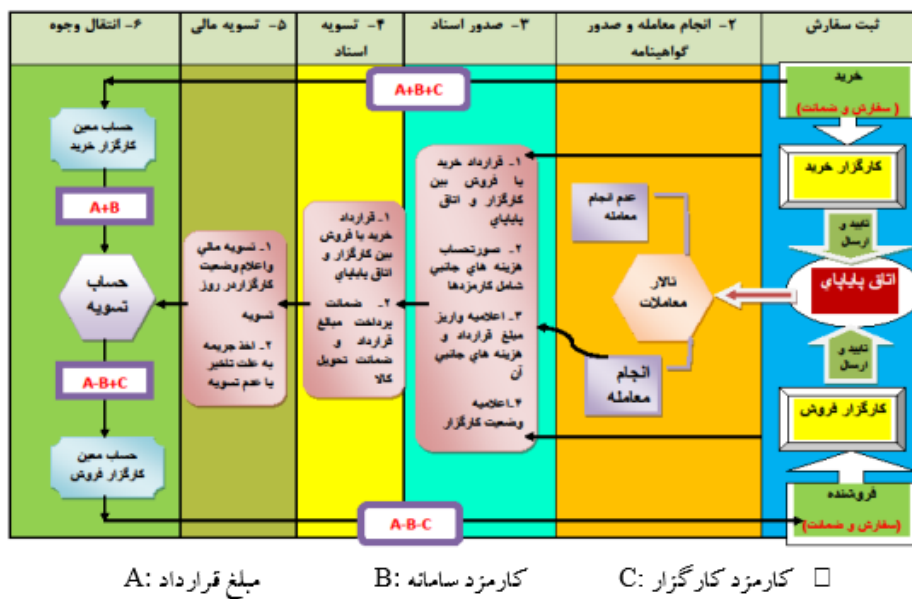 ثبت سفارش
۲- انجام معامله و صدور
گواهینامه
۳- صدور اسناد
۴- تسویه
اسناد
۵- تسویه مالی
۶- انتقال وجوه
خرید
(سفارش و ضمانت)
کارگزار خرید
تایید و
ارسال
اتاق پایاپای
تایید و
ارسال
کارگزار فروش
فروشنده
(سفارش و ضمانت)
عدم انجام
معامله
تالار
معاملات
انجام
معامله
۱- قرارداد خرید
یا فروش بین
کارگزار و اتاق
پایاپای
۲- صورتحساب
هزینه های جانبی
شامل کارمزدها
۳- اعلامیه واریز
مبلغ قرارداد و
هزینه های جانبی
آن
۴-اعلامیه
وضعیت کارگزار
۱- قرارداد
خرید یا فروش
بین کارگزار و
اتاق پایاپای
۲- ضمانت
پرداخت مبالغ
قرارداد و
ضمانت تحویل
کالا
۱- تسویه مالی
واعلام وضعیت
کارگزاردر روز
تسویه
۲- اخذ جریمه
به علت تاخیر
یا عدم تسویه
A+B+C
حساب معین
کارگزار خرید
A+B
حساب
تسویه
A-B+C
حساب معین
کارگزار فروش
A-B-C
□ کارمزد کارگزار :C کارمزد سامانه :B مبلغ قرارداد :A